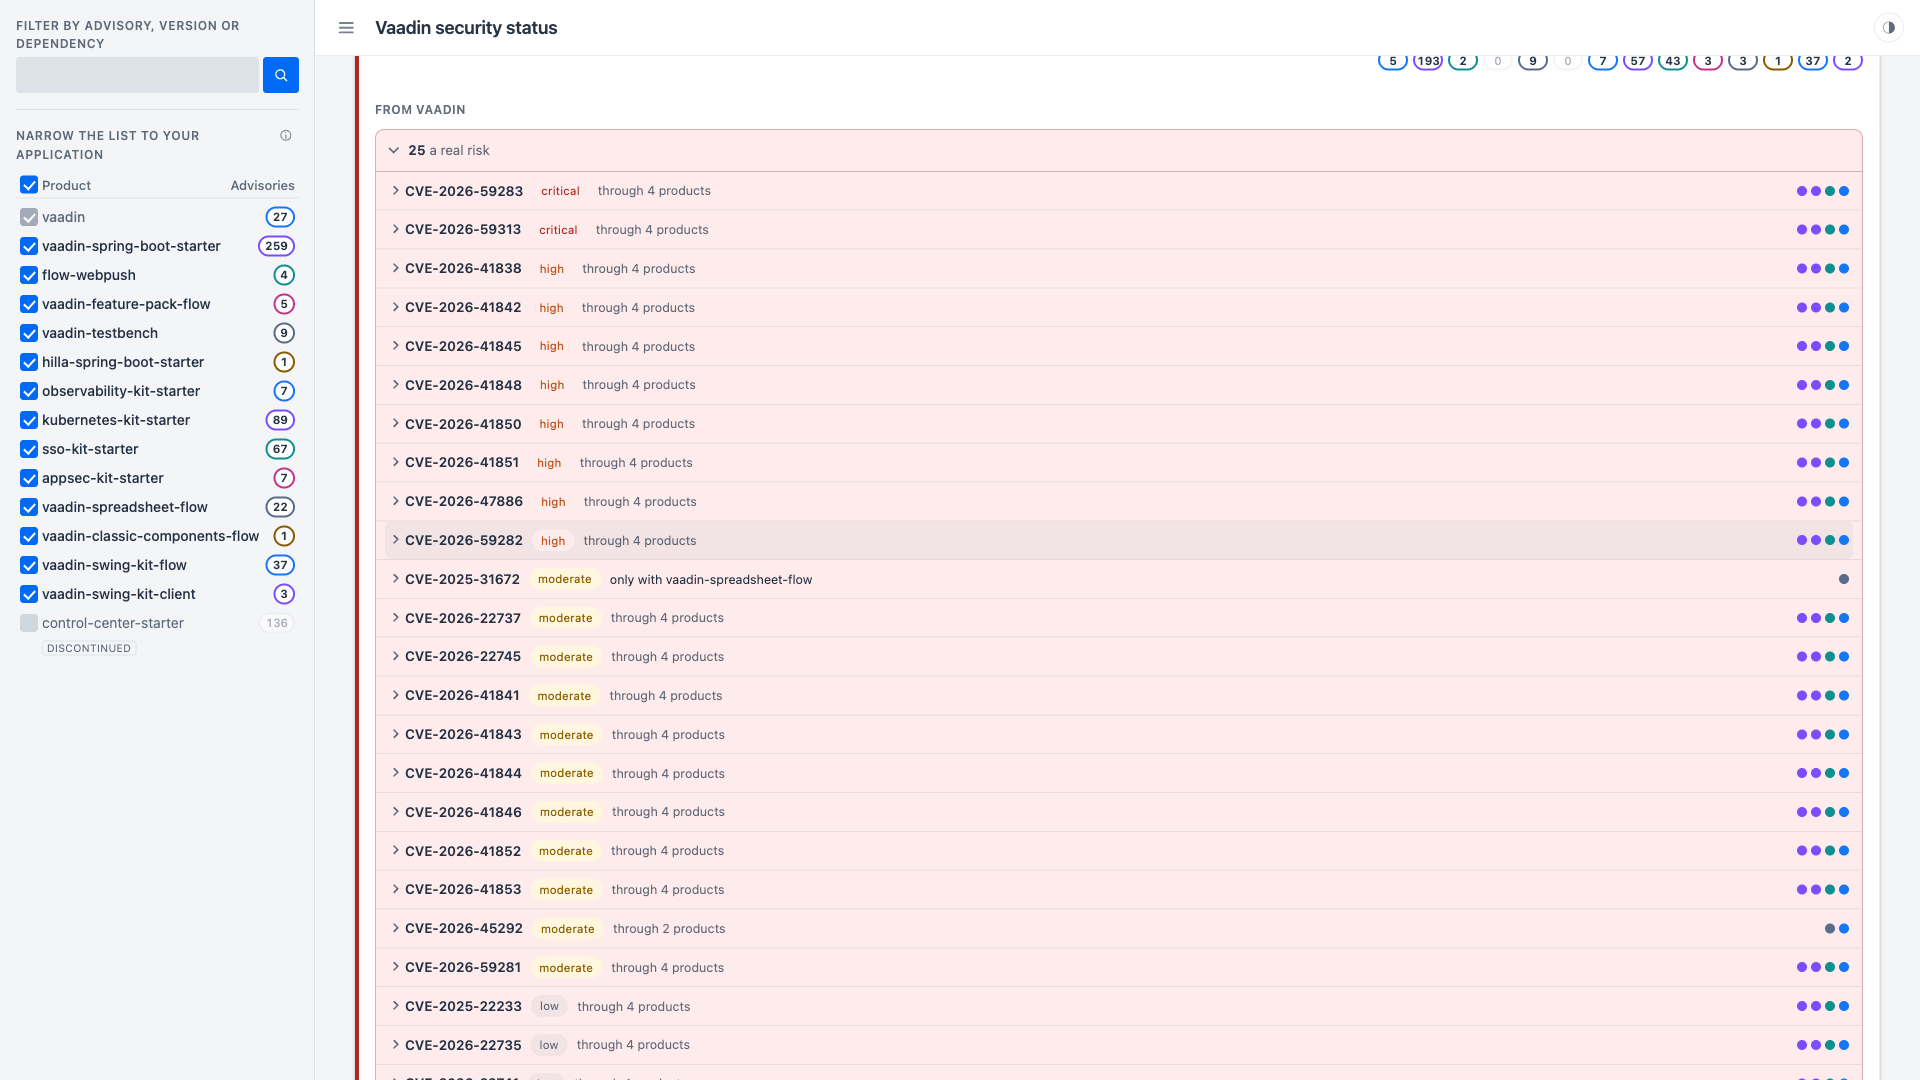 FILTER BY ADVISORY, VERSION OR
DEPENDENCY
NARROW THE LIST TO YOUR
APPLICATION
Product Advisories
vaadin 27
vaadin-spring-boot-starter 259
flow-webpush 4
vaadin-feature-pack-flow 5
vaadin-testbench 9
hilla-spring-boot-starter 1
observability-kit-starter 7
kubernetes-kit-starter 89
sso-kit-starter 67
appsec-kit-starter 7
vaadin-spreadsheet-flow 22
vaadin-classic-components-flow 1
vaadin-swing-kit-flow 37
vaadin-swing-kit-client 3
control-center-starter 136
DISCONTINUED
Vaadin security status
5 193 2 0 9 0 7 57 43 3 3 1 37 2
FROM VAADIN
25 a real risk
CVE-2026-59283 critical through 4 products
CVE-2026-59313 critical through 4 products
CVE-2026-41838 high through 4 products
CVE-2026-41842 high through 4 products
CVE-2026-41845 high through 4 products
CVE-2026-41848 high through 4 products
CVE-2026-41850 high through 4 products
CVE-2026-41851 high through 4 products
CVE-2026-47886 high through 4 products
CVE-2026-59282 high through 4 products
CVE-2025-31672 moderate only with vaadin-spreadsheet-flow
CVE-2026-22737 moderate through 4 products
CVE-2026-22745 moderate through 4 products
CVE-2026-41841 moderate through 4 products
CVE-2026-41843 moderate through 4 products
CVE-2026-41844 moderate through 4 products
CVE-2026-41846 moderate through 4 products
CVE-2026-41852 moderate through 4 products
CVE-2026-41853 moderate through 4 products
CVE-2026-45292 moderate through 2 products
CVE-2026-59281 moderate through 4 products
CVE-2025-22233 low through 4 products
CVE-2026-22735 low through 4 products